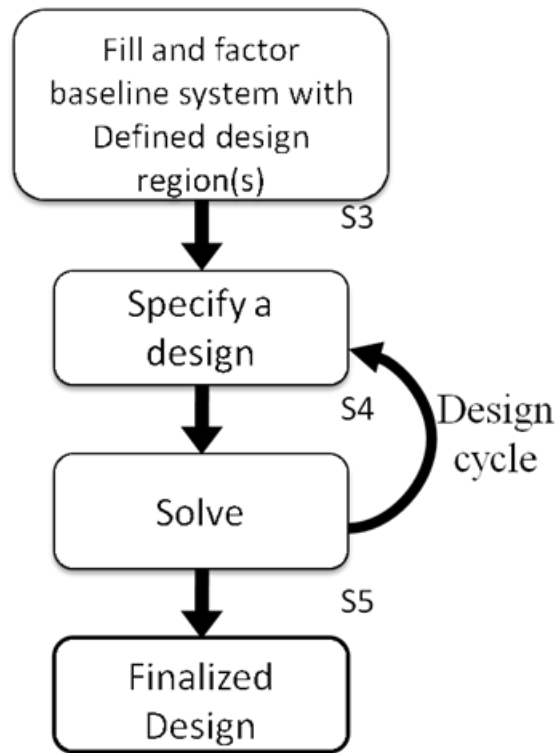 Fill and factor
baseline system with
Defined design
region(s)
S3
Specify a
design
S4
Design
cycle
Solve
S5
Finalized
Design